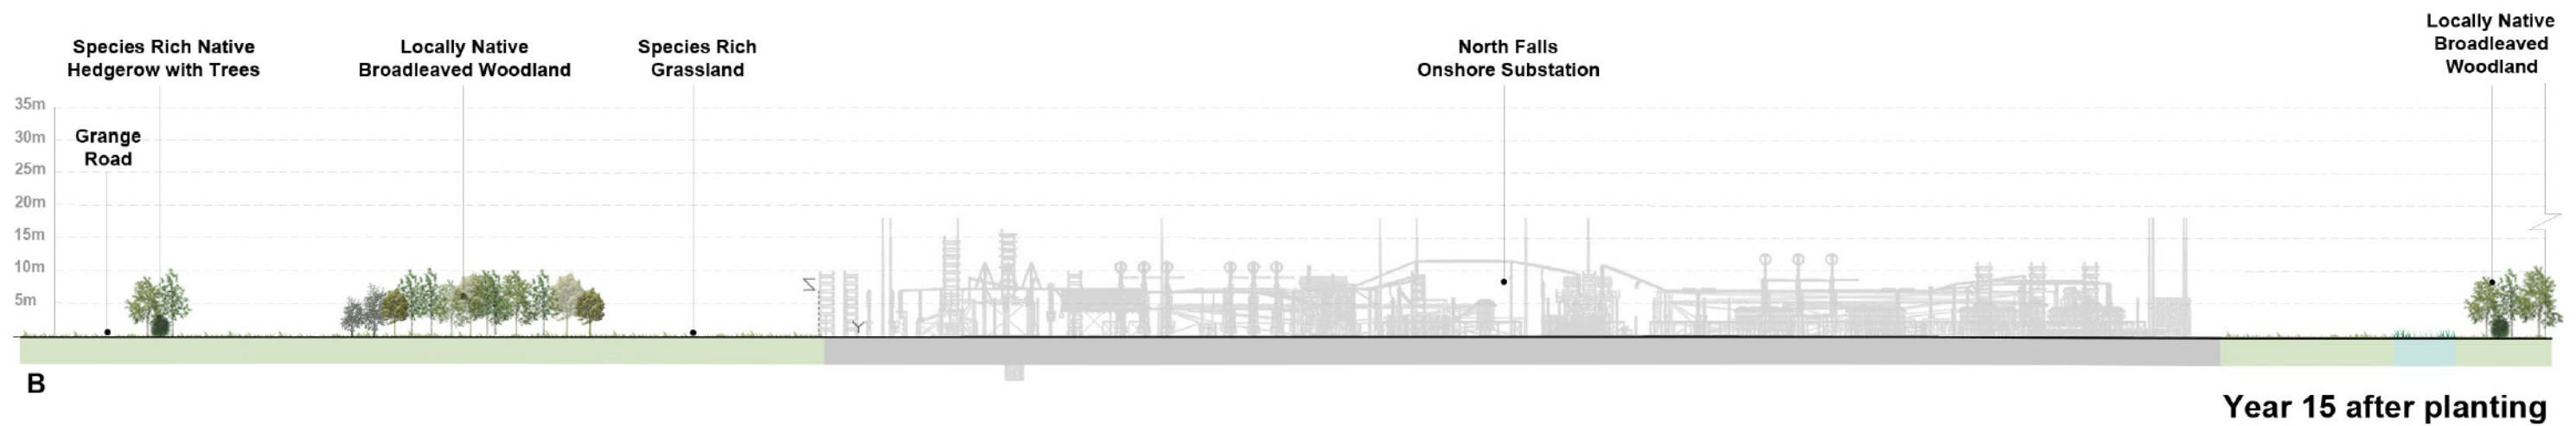 Species Rich Native
Hedgerow with Trees
Locally Native
Broadleaved Woodland
Species Rich
Grassland
North Falls
Onshore Substation
Locally Native
Broadleaved
Woodland
35m
30m
25m
20m
15m
10m
5m
Grange
Road
B
Year 15 after planting